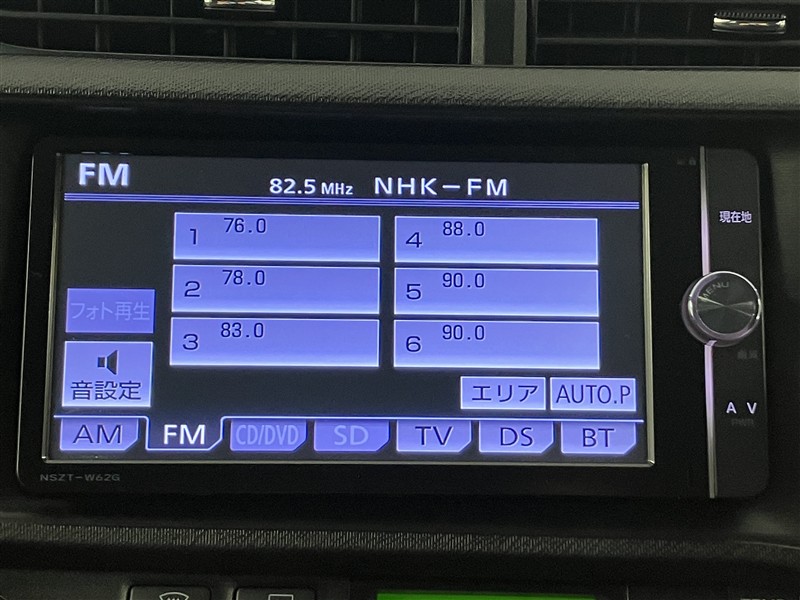 FM
82.5 MHz NHK-FM
1 76.0
4 88.0
2 78.0
5 90.0
3 83.0
6 90.0
フォト再生
音設定
エリア
AUTO.P
AM
FM
CD/DVD
SD
TV
DS
BT
NSZT-W62G
現在地
MENU
A V